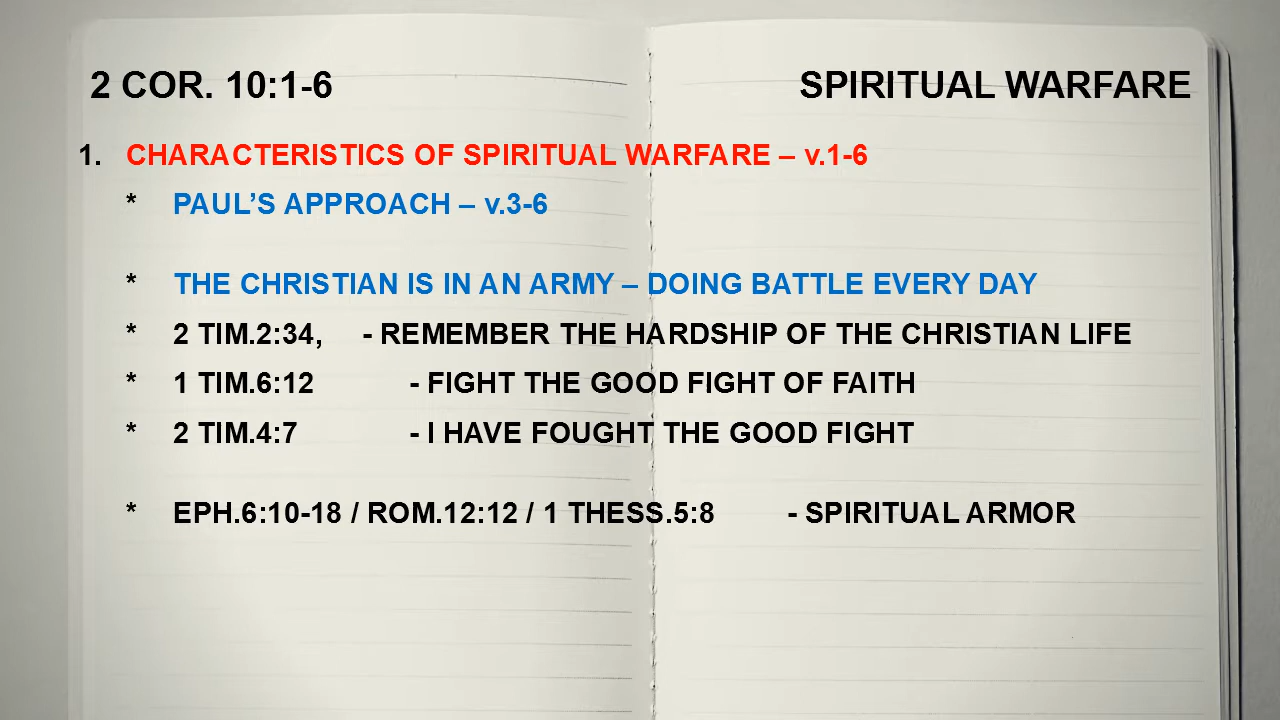 2 COR. 10:1-6 SPIRITUAL WARFARE
1. CHARACTERISTICS OF SPIRITUAL WARFARE – v.1-6
* PAUL’S APPROACH – v.3-6
* THE CHRISTIAN IS IN AN ARMY – DOING BATTLE EVERY DAY
* 2 TIM.2:34, - REMEMBER THE HARDSHIP OF THE CHRISTIAN LIFE
* 1 TIM.6:12 - FIGHT THE GOOD FIGHT OF FAITH
* 2 TIM.4:7 - I HAVE FOUGHT THE GOOD FIGHT
* EPH.6:10-18 / ROM.12:12 / 1 THESS.5:8 - SPIRITUAL ARMOR